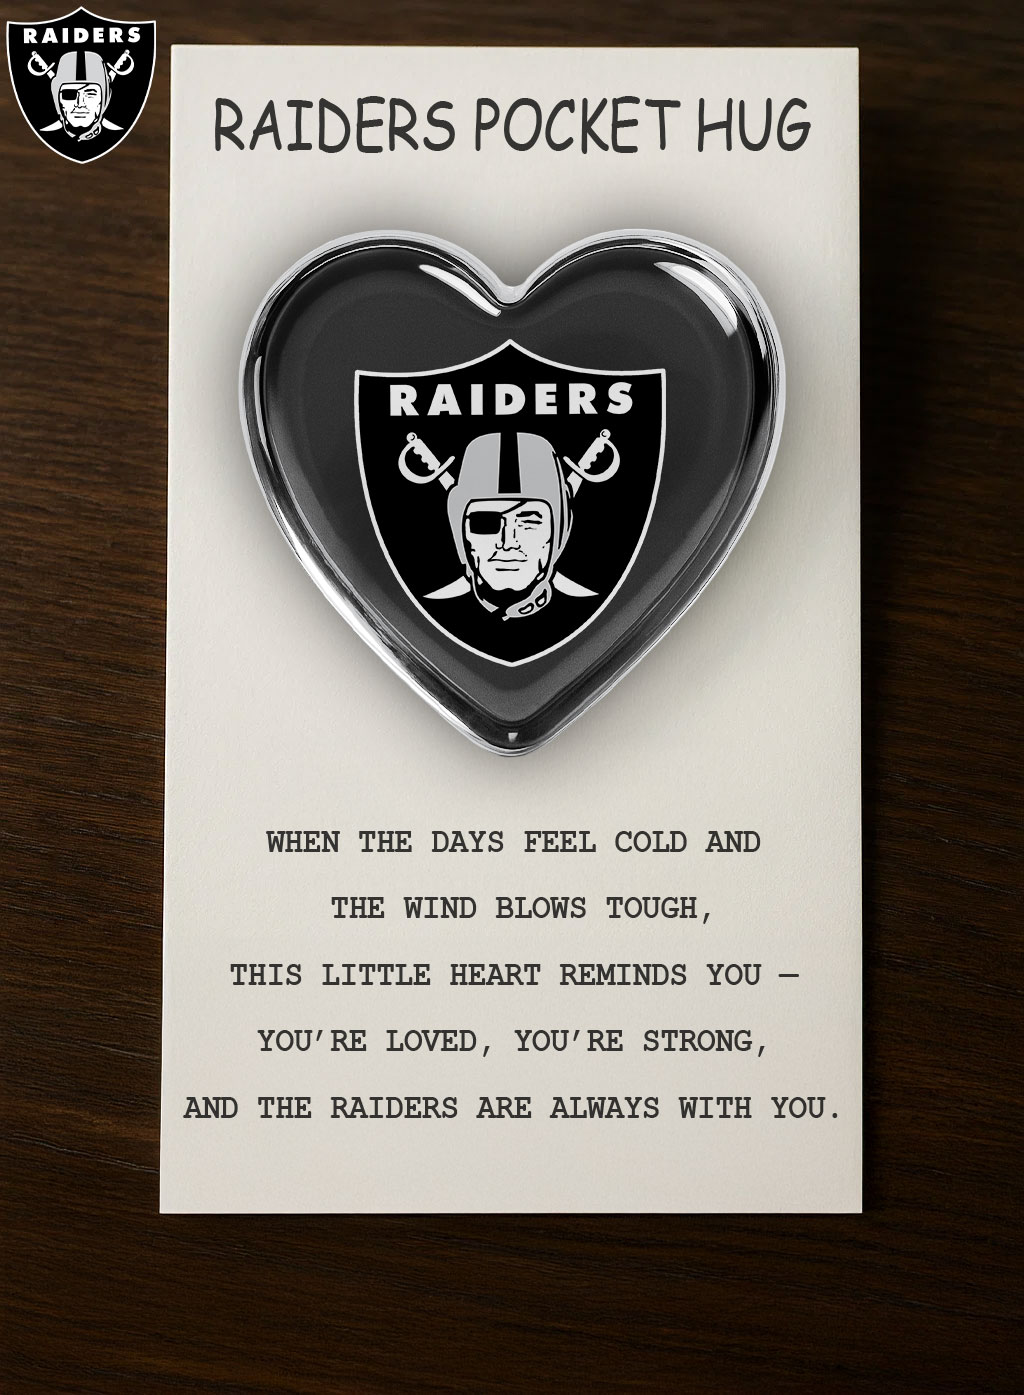 RAIDERS
RAIDERS POCKET HUG
RAIDERS
WHEN THE DAYS FEEL COLD AND
THE WIND BLOWS TOUGH,
THIS LITTLE HEART REMINDS YOU —
YOU’RE LOVED, YOU’RE STRONG,
AND THE RAIDERS ARE ALWAYS WITH YOU.